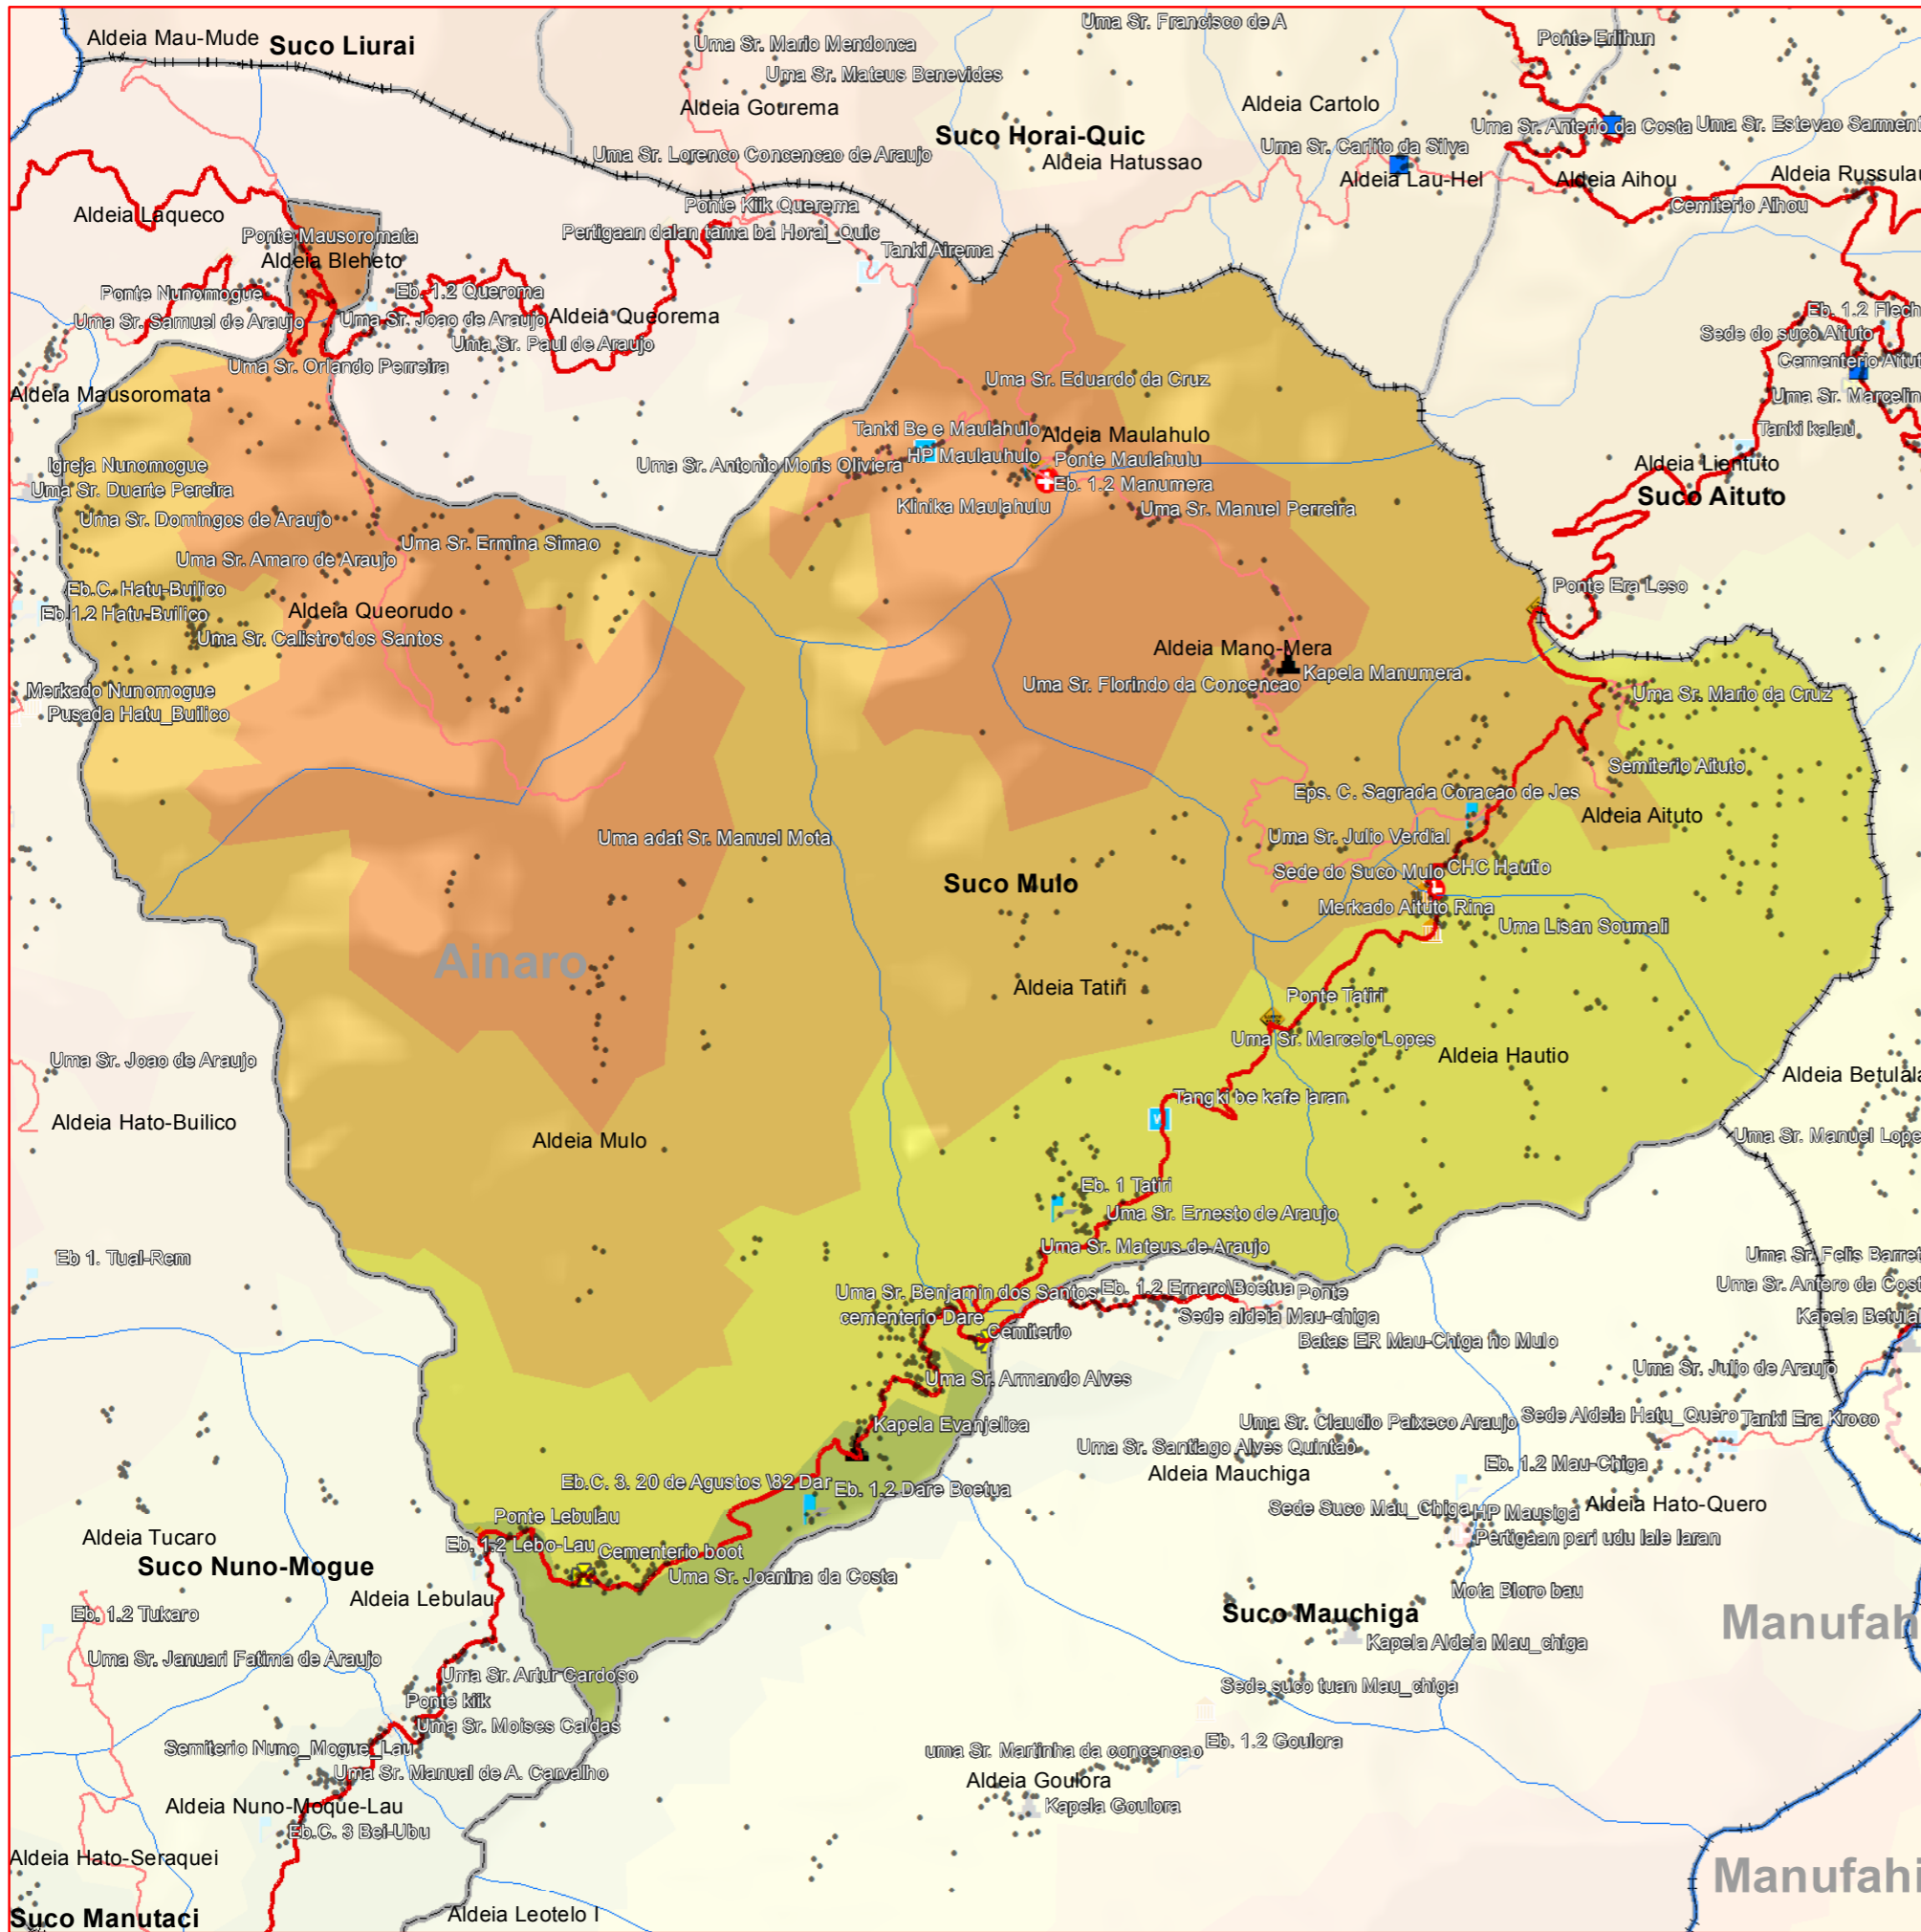 Uma Sr. Francisco de A
Aldeia Mau-Mude
Suco Liurai
Uma Sr. Mario Mendonca
Ponte Erlihun
Uma Sr. Mateus Benevides
Aldeia Gourema
Aldeia Cartolo
Suco Horai-Quic
Uma Sr. Anterio da Costa
Uma Sr. Estevao Sarment
Uma Sr. Lorenco Concencao de Araujo
Aldeia Hatussao
Uma Sr. Carlito da Silva
Aldeia Lau-Hel
Aldeia Aihou
Aldeia Russulau
Aldeia Laqueco
Ponte Kiik Querema
Cemiterio Aihou
Ponte Mausoromata
Pertigaan dalan tama ba Horai_Quic
Tanki Airema
Aldeia Bleheto
Ponte Nunomogue
Eb. 1.2 Queroma
Uma Sr. Samuel de Araujo
Uma Sr. Joao de Araujo
Aldeia Queorema
Eb. 1.2 Flech
Sede do suco Aituto
Uma Sr. Paul de Araujo
Cementerio Aitut
Uma Sr. Orlando Perreira
Uma Sr. Eduardo da Cruz
Aldeia Mausoromata
Uma Sr. Marcelin
Tanki Be e Maulahulo
Aldeia Maulahulo
Tanki kalau
HP Maulauhulo
Ponte Maulahulu
Igreja Nunomogue
Uma Sr. Antonio Moris Oliviera
Aldeia Lientuto
Uma Sr. Duarte Pereira
Eb. 1.2 Manumera
Suco Aituto
Klinika Maulahulu
Uma Sr. Manuel Perreira
Uma Sr. Domingos de Araujo
Uma Sr. Ermina Simao
Uma Sr. Amaro de Araujo
Eb.C. Hatu-Builico
Ponte Era Leso
Eb.1.2 Hatu-Builico
Aldeia Queorudo
Uma Sr. Calistro dos Santos
Aldeia Mano-Mera
Kapela Manumera
Merkado Nunomogue
Uma Sr. Florindo da Concencao
Uma Sr. Mario da Cruz
Pusada Hatu_Builico
Semiterio Aituto
Eps. C. Sagrada Coracao de Jes
Aldeia Aituto
Uma adat Sr. Manuel Mota
Uma Sr. Julio Verdial
Sede do Suco Mulo
CHC Hautio
Suco Mulo
Merkado Aituto Rina
Uma Lisan Soumali
Ainaro
Aldeia Tatiri
Ponte Tatiri
Uma Sr. Marcelo Lopes
Aldeia Hautio
Uma Sr. Joao de Araujo
Aldeia Betulala
Tangki be kafe laran
Aldeia Hato-Builico
Aldeia Mulo
Uma Sr. Manuel Lope
Eb. 1 Tatiri
Uma Sr. Ernesto de Araujo
Uma Sr. Mateus de Araujo
Eb 1. Tual-Rem
Uma Sr. Felis Barret
Uma Sr. Antero da Cost
Uma Sr. Benjamin dos Santos
Eb. 1.2 Ernaro\Boetua
Ponte
cementerio Dare
Sede aldeia Mau-chiga
Kapela Betulal
Cemiterio
Batas ER Mau-Chiga ho Mulo
Uma Sr. Julio de Araujo
Uma Sr. Armando Alves
Kapela Evanjelica
Uma Sr. Claudio Paixeco Araujo
Sede Aldeia Hatu_Quero
Tanki Era Kroco
Uma Sr. Santiago Alves Quintao
Aldeia Mauchiga
Eb. 1.2 Mau-Chiga
Eb.C. 3. 20 de Agustos \82 Dar
Eb. 1.2 Dare Boetua
Sede Suco Mau_Chiga
HP Mausiga
Aldeia Hato-Quero
Ponte Lebulau
Aldeia Tucaro
Eb. 1.2 Lebo-Lau
Cementerio boot
Pertigaan pari udu lale laran
Suco Nuno-Mogue
Uma Sr. Joanina da Costa
Mota Bloro bau
Aldeia Lebulau
Eb. 1.2 Tukaro
Suco Mauchiga
Manufah
Kapela Aldeia Mau_chiga
Uma Sr. Januari Fatima de Araujo
Uma Sr. Artur Cardoso
Sede suco tuan Mau_chiga
Ponte kiik
Uma Sr. Moises Caldas
Semiterio Nuno_Mogue_Lau
Eb. 1.2 Goulora
uma Sr. Martinha da concencao
Uma Sr. Manual de A. Carvalho
Aldeia Goulora
Aldeia Nuno-Moque-Lau
Kapela Goulora
Eb.C. 3 Bei-Ubu
Aldeia Hato-Seraquei
Manufahi
Suco Manutaci
Aldeia Leotelo I